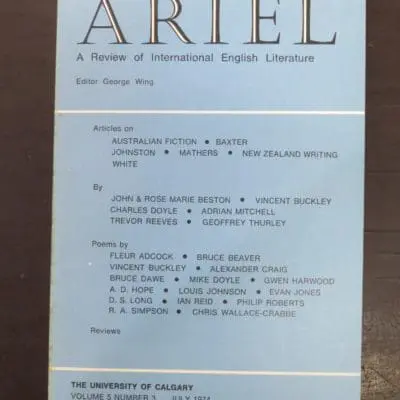 ARIEL
A Review of International English Literature
Editor George Wing
Articles on
AUSTRALIAN FICTION • BAXTER
JOHNSTON • MATHERS • NEW ZEALAND WRITING
WHITE
By
JOHN & ROSE MARIE BESTON • VINCENT BUCKLEY
CHARLES DOYLE • ADRIAN MITCHELL
TREVOR REEVES • GEOFFREY THURLEY
Poems by
FLEUR ADCOCK • BRUCE BEAVER
VINCENT BUCKLEY • ALEXANDER CRAIG
BRUCE DAWE • MIKE DOYLE • GWEN HARWOOD
A. D. HOPE • LOUIS JOHNSON • EVAN JONES
D. S. LONG • IAN REID • PHILIP ROBERTS
R. A. SIMPSON • CHRIS WALLACE-CRABBE
Reviews
THE UNIVERSITY OF CALGARY
VOLUME 5 NUMBER 3 JULY 1974